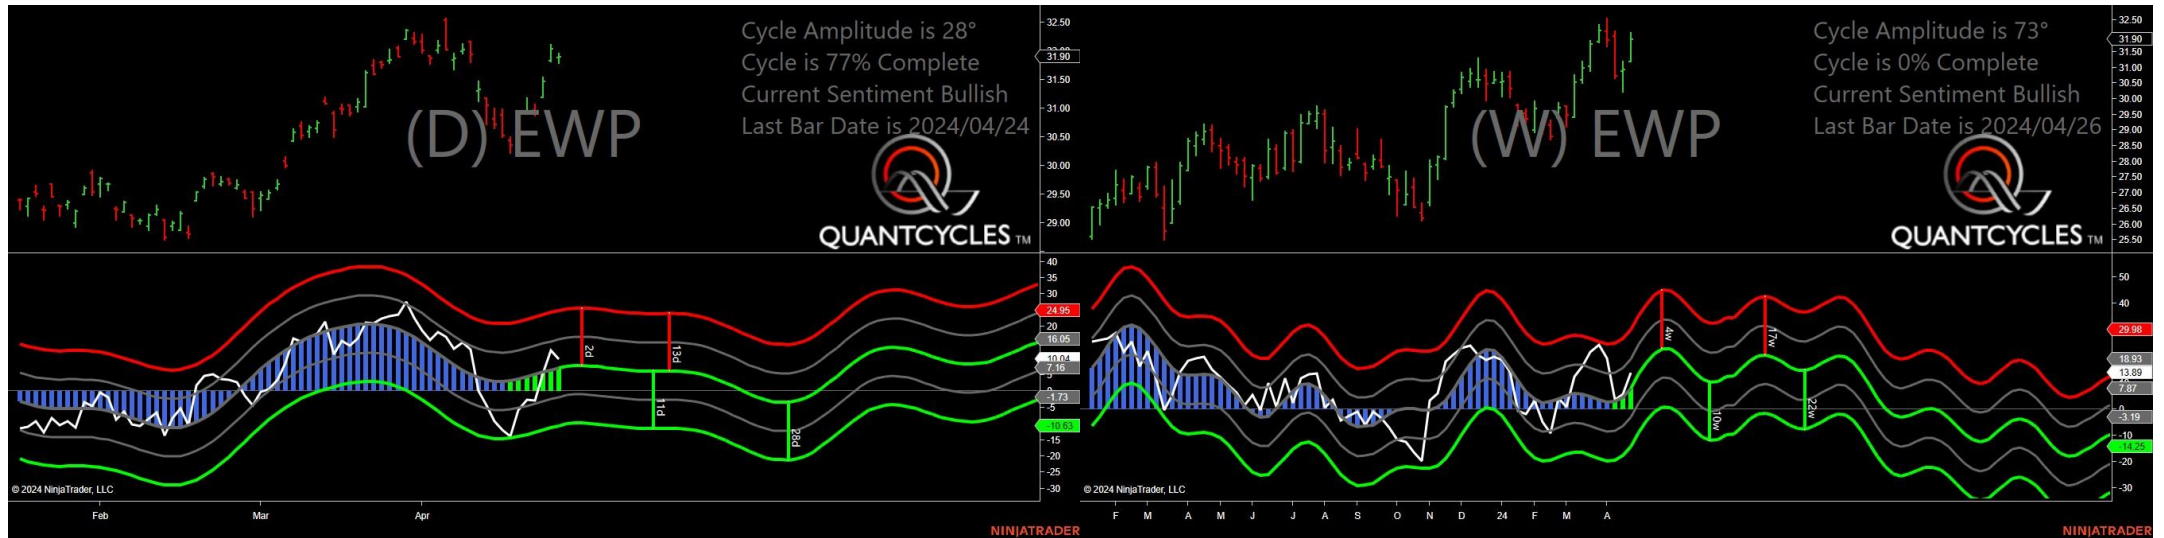 Cycle Amplitude is 28°
Cycle is 77% Complete
Current Sentiment Bullish
Last Bar Date is 2024/04/24
(D) EWP
QUANTCYCLES TM
32.50
31.90
31.50
31.00
30.50
30.00
29.50
29.00
40
35
30
24.95
20
16.05
10.04
7.16
-1.73
-5
-10.63
-15
-20
-25
-30
2d
13d
11d
28d
© 2024 NinjaTrader, LLC
Feb Mar Apr
NINJATRADER
Cycle Amplitude is 73°
Cycle is 0% Complete
Current Sentiment Bullish
Last Bar Date is 2024/04/26
(W) EWP
QUANTCYCLES TM
32.50
31.90
31.50
31.00
30.50
30.00
29.50
29.00
28.50
28.00
27.50
27.00
26.50
26.00
25.50
50
40
29.98
18.93
13.89
7.87
0
-3.19
-10
-14.25
-20
-30
4w
17w
10w
22w
© 2024 NinjaTrader, LLC
F M A M J J A S O N D 24 F M A
NINJATRADER